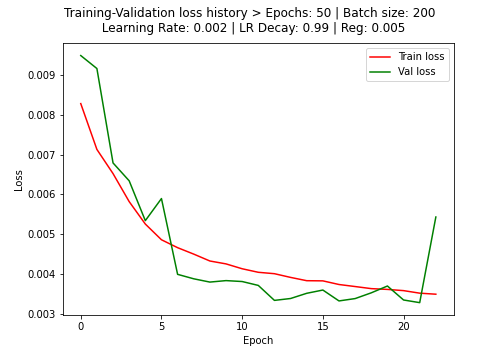 Training-Validation loss history > Epochs: 50 | Batch size: 200
Learning Rate: 0.002 | LR Decay: 0.99 | Reg: 0.005
Train loss
Val loss
0.009
0.008
0.007
0.006
0.005
0.004
0.003
Loss
0 5 10 15 20
Epoch